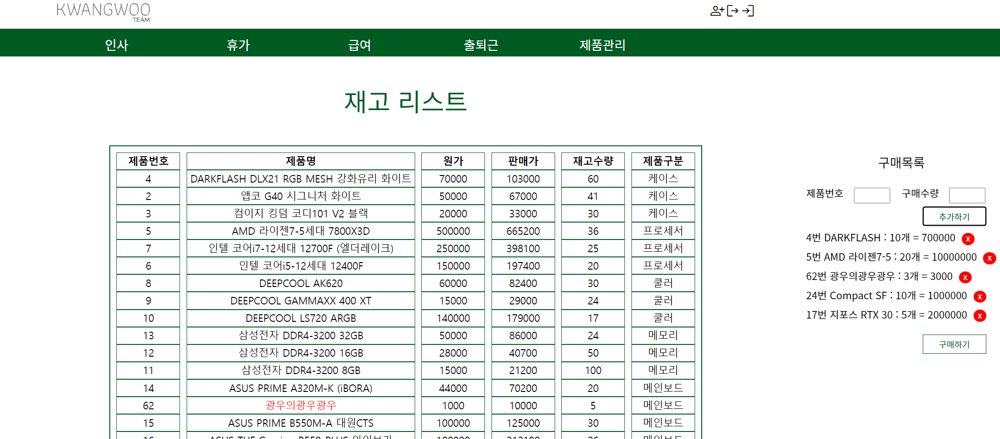 KWANGWOO
TEAM
인사 휴가 급여 출퇴근 제품관리
재고 리스트
제품번호 제품명 원가 판매가 재고수량 제품구분
4 DARKFLASH DLX21 RGB MESH 강화유리 화이트 70000 103000 60 케이스
2 앱코 G40 시그니처 화이트 50000 67000 41 케이스
3 컴이지 킹덤 코디101 V2 블랙 20000 33000 30 케이스
5 AMD 라이젠7-5세대 7800X3D 500000 665200 36 프로세서
7 인텔 코어i7-12세대 12700F (엘더레이크) 250000 398100 25 프로세서
6 인텔 코어i5-12세대 12400F 150000 197400 20 프로세서
8 DEEPCOOL AK620 60000 82400 30 쿨러
9 DEEPCOOL GAMMAXX 400 XT 15000 29000 24 쿨러
10 DEEPCOOL LS720 ARGB 140000 179000 17 쿨러
13 삼성전자 DDR4-3200 32GB 50000 86000 24 메모리
12 삼성전자 DDR4-3200 16GB 28000 40700 50 메모리
11 삼성전자 DDR4-3200 8GB 15000 21200 100 메모리
14 ASUS PRIME A320M-K (iBORA) 44000 70200 20 메인보드
62 광우의광우광우 1000 10000 5 메인보드
15 ASUS PRIME B550M-A 대원CTS 100000 125000 30 메인보드
구매목록
제품번호 구매수량
추가하기
4번 DARKFLASH : 10개 = 700000 x
5번 AMD 라이젠7-5 : 20개 = 10000000 x
62번 광우의광우광우 : 3개 = 3000 x
24번 Compact SF : 10개 = 1000000 x
17번 지포스 RTX 30 : 5개 = 2000000 x
구매하기